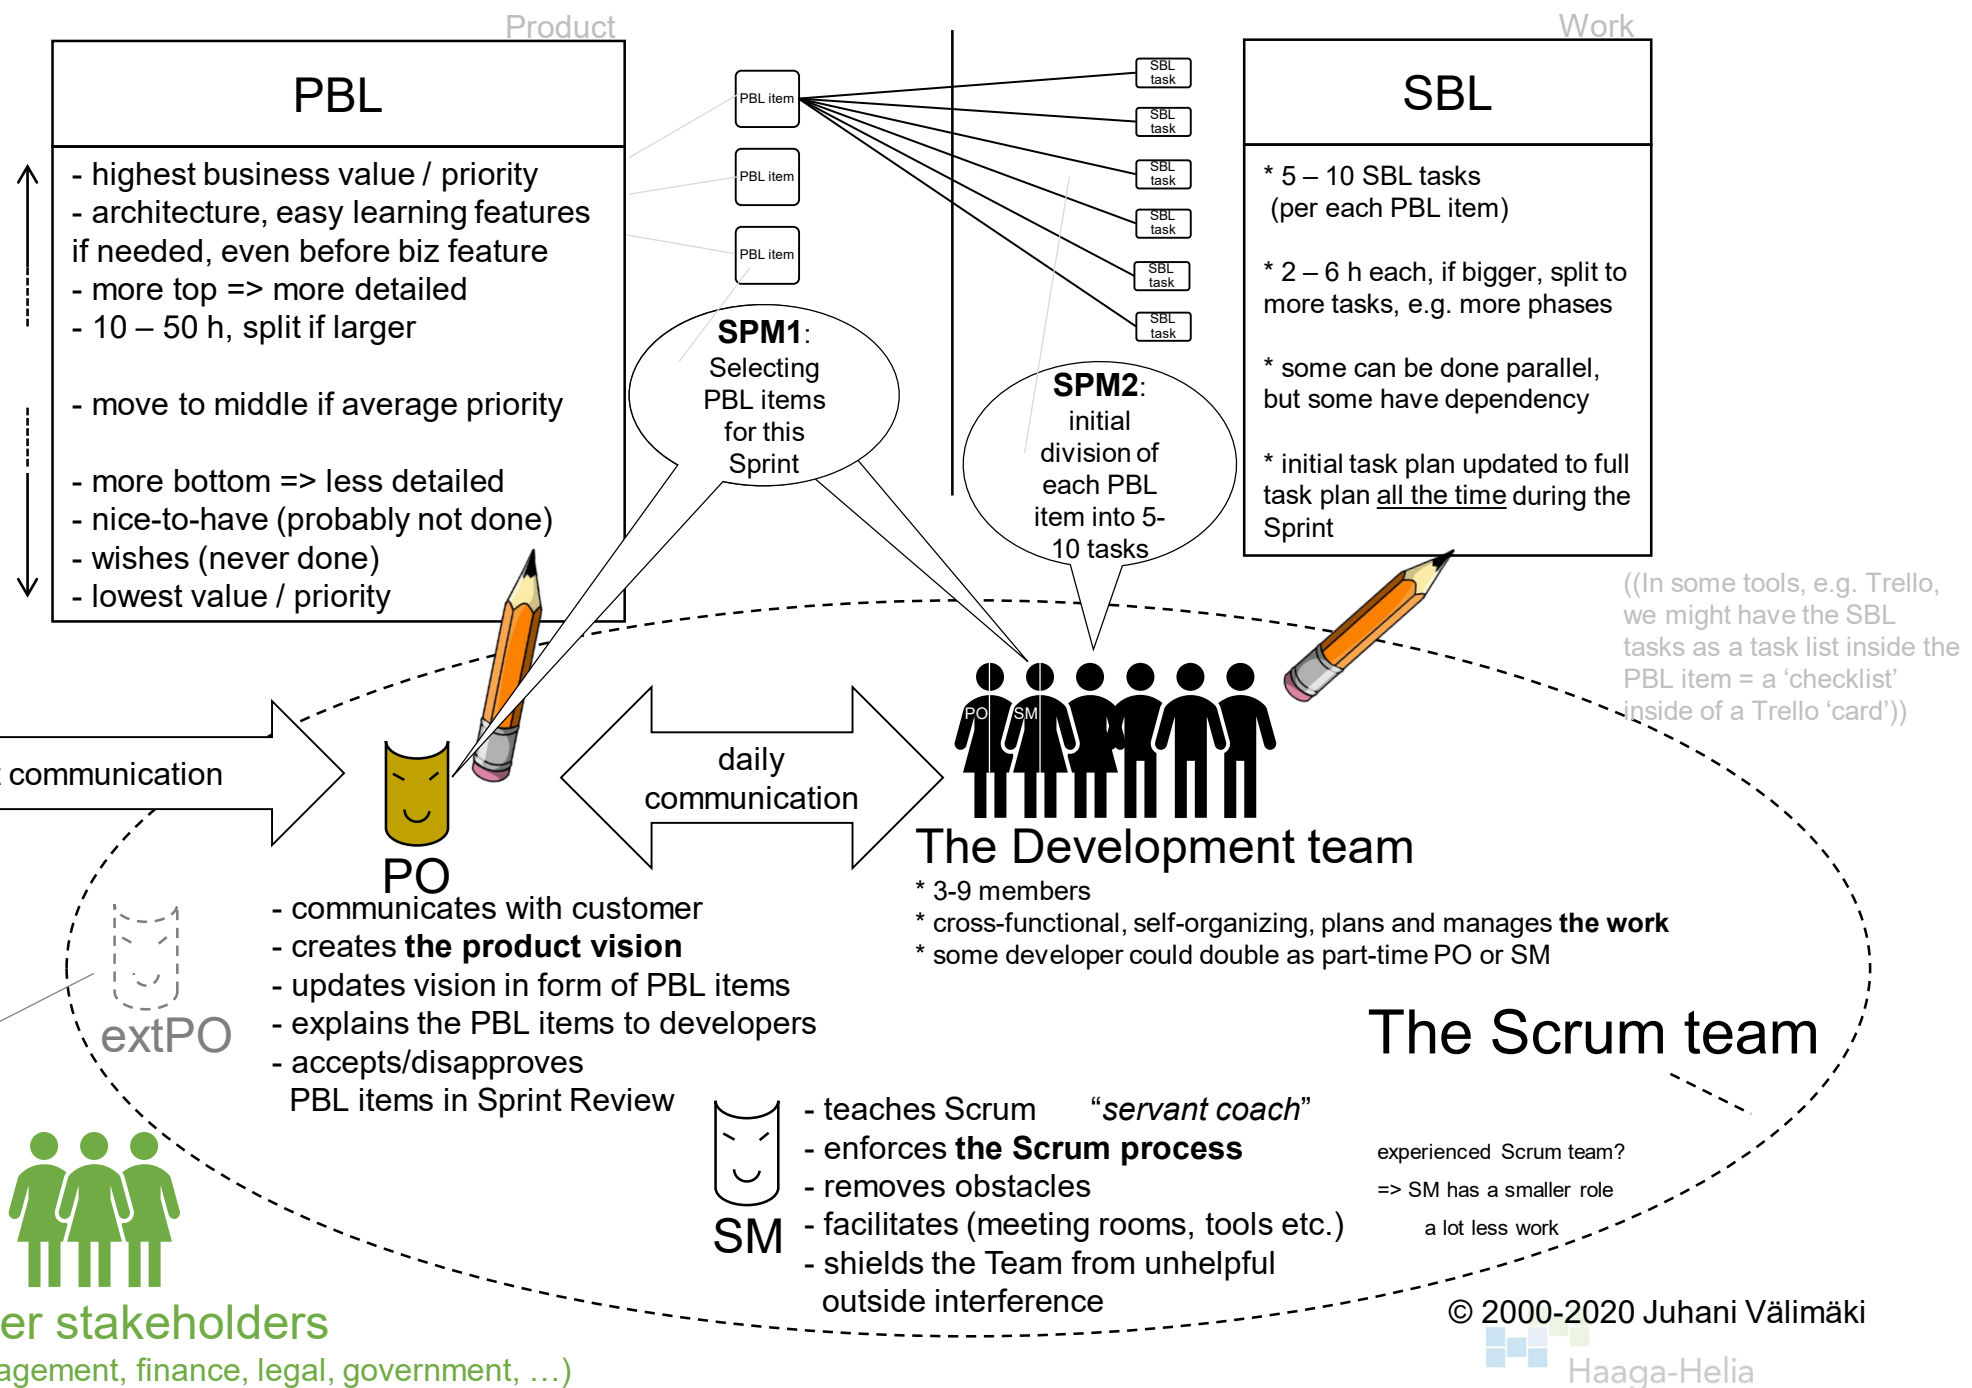 Product
Work
PBL
- highest business value / priority
- architecture, easy learning features
if needed, even before biz feature
- more top => more detailed
- 10 – 50 h, split if larger
- move to middle if average priority
- more bottom => less detailed
- nice-to-have (probably not done)
- wishes (never done)
- lowest value / priority
PBL item
PBL item
PBL item
SBL
task
SBL
task
SBL
task
SBL
task
SBL
task
SBL
task
SBL
* 5 – 10 SBL tasks
(per each PBL item)
* 2 – 6 h each, if bigger, split to
more tasks, e.g. more phases
* some can be done parallel,
but some have dependency
* initial task plan updated to full
task plan all the time during the
Sprint
SPM1:
Selecting
PBL items
for this
Sprint
SPM2:
initial
division of
each PBL
item into 5-
10 tasks
((In some tools, e.g. Trello,
we might have the SBL
tasks as a task list inside the
PBL item = a ‘checklist’
inside of a Trello ‘card’))
communication
daily
communication
PO
SM
The Development team
* 3-9 members
* cross-functional, self-organizing, plans and manages the work
* some developer could double as part-time PO or SM
PO
- communicates with customer
- creates the product vision
- updates vision in form of PBL items
- explains the PBL items to developers
- accepts/disapproves
PBL items in Sprint Review
extPO
The Scrum team
SM
- teaches Scrum “servant coach”
- enforces the Scrum process
- removes obstacles
- facilitates (meeting rooms, tools etc.)
- shields the Team from unhelpful
outside interference
experienced Scrum team?
=> SM has a smaller role
a lot less work
er stakeholders
agement, finance, legal, government, …)
© 2000-2020 Juhani Välimäki
Haaga-Helia